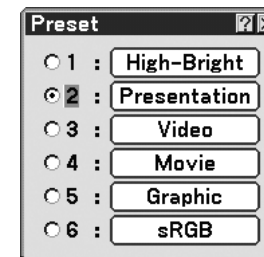 Preset ?
1 : High-Bright
2 : Presentation
3 : Video
4 : Movie
5 : Graphic
6 : sRGB